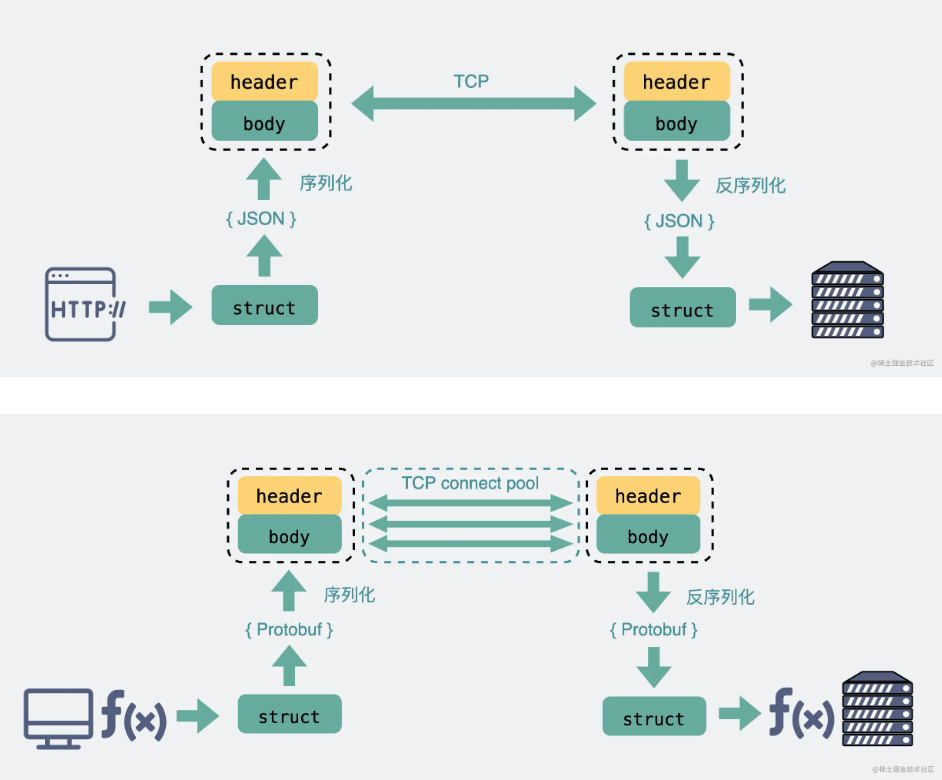 header
TCP
header
body
body
序列化
反序列化
{ JSON }
{ JSON }
HTTP://
struct
struct
@稀土掘金技术社区
header
TCP connect pool
header
body
body
序列化
反序列化
{ Protobuf }
{ Protobuf }
f(x)
struct
struct
f(x)
@稀土掘金技术社区